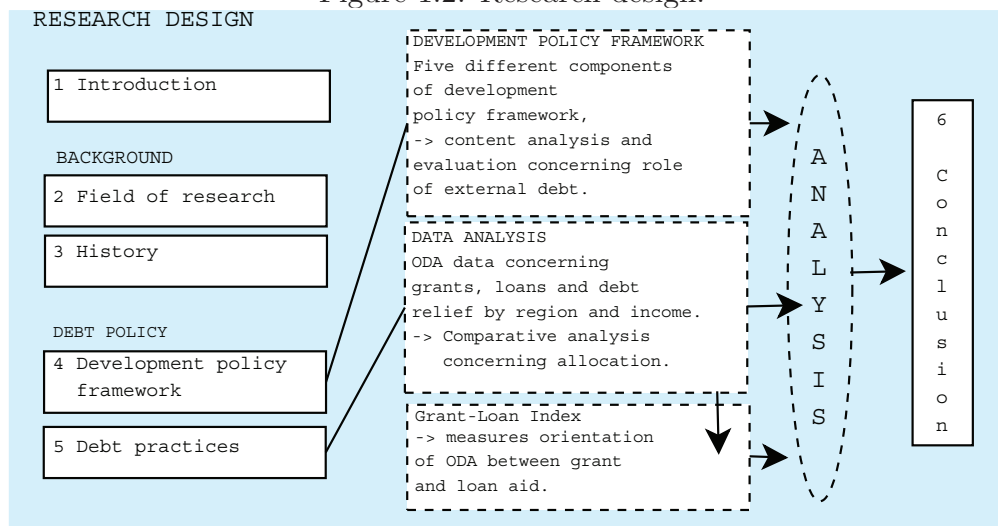 Figure 1.2: Research design.
RESEARCH DESIGN
1 Introduction
BACKGROUND
2 Field of research
3 History
DEBT POLICY
4 Development policy
framework
5 Debt practices
DEVELOPMENT POLICY FRAMEWORK
Five different components
of development
policy framework,
-> content analysis and
evaluation concerning role
of external debt.
DATA ANALYSIS
ODA data concerning
grants, loans and debt
relief by region and income.
-> Comparative analysis
concerning allocation.
Grant-Loan Index
-> measures orientation
of ODA between grant
and loan aid.
ANALYSIS
6 Conclusion